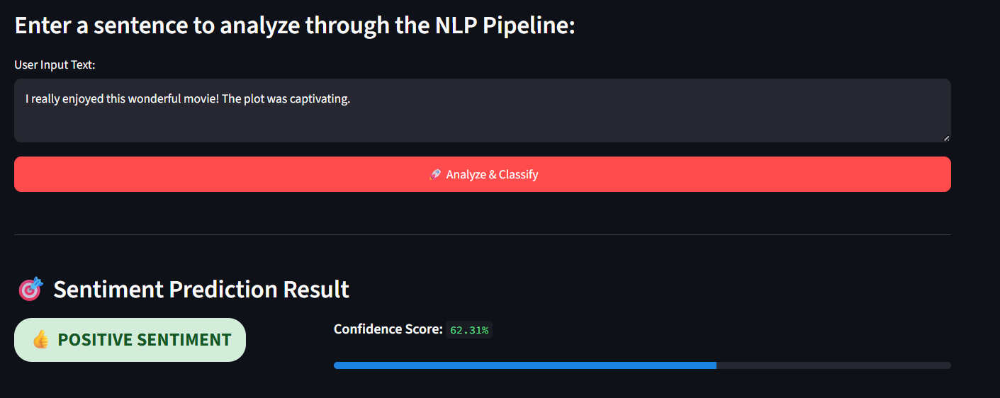 Enter a sentence to analyze through the NLP Pipeline:
User Input Text:
I really enjoyed this wonderful movie! The plot was captivating.
🚀 Analyze & Classify
🎯 Sentiment Prediction Result
👍 POSITIVE SENTIMENT
Confidence Score: 62.31%